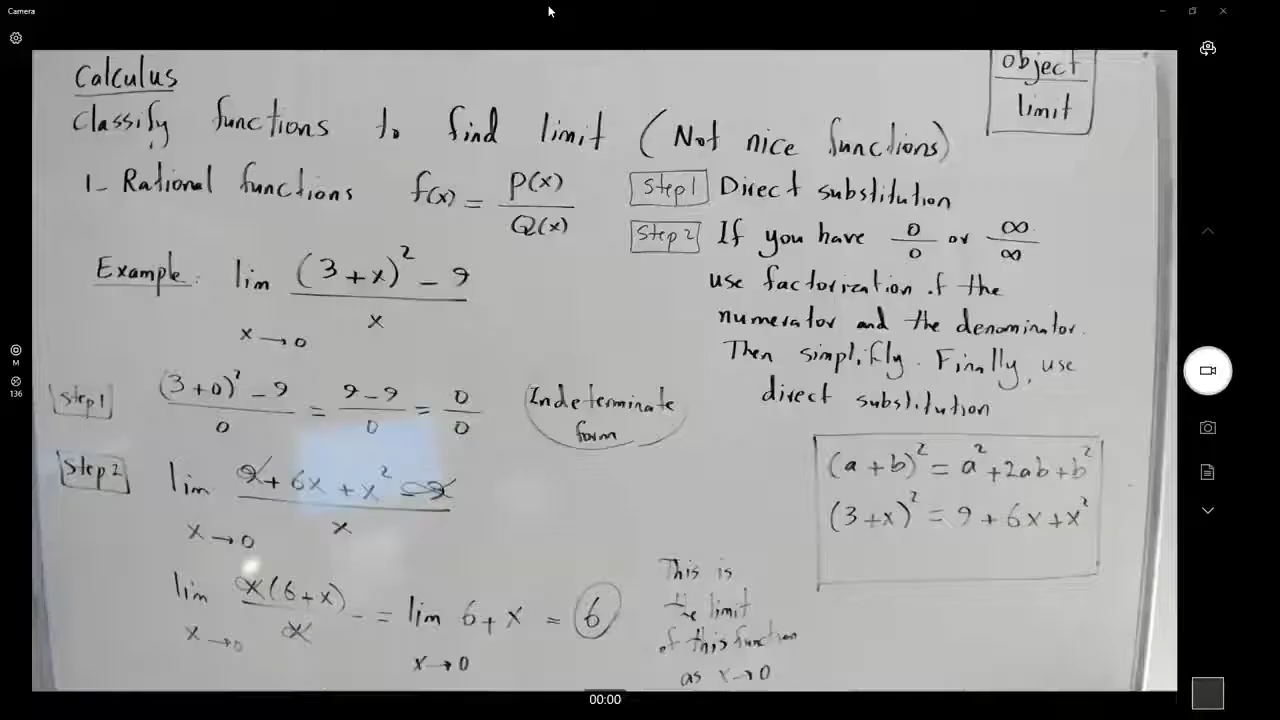 Camera
Calculus
object
limit
Classify functions to find limit (Not nice functions)
1- Rational functions f(x) = P(x) / Q(x)
Step 1 Direct substitution
Step 2 If you have 0/0 or ∞/∞
use factorization of the
numerator and the denominator.
Then simplifly. Finally, use
direct substitution
Example: lim x→0 ((3+x)² - 9) / x
Step 1 ((3+0)² - 9) / 0 = (9-9) / 0 = 0/0 Indeterminate form
Step 2 lim x→0 (9 + 6x + x² - 9) / x
(a+b)² = a² + 2ab + b²
(3+x)² = 9 + 6x + x²
lim x→0 x(6+x) / x = lim x→0 6+x = 6
This is
the limit
of this function
as x→0
M
136
00:00